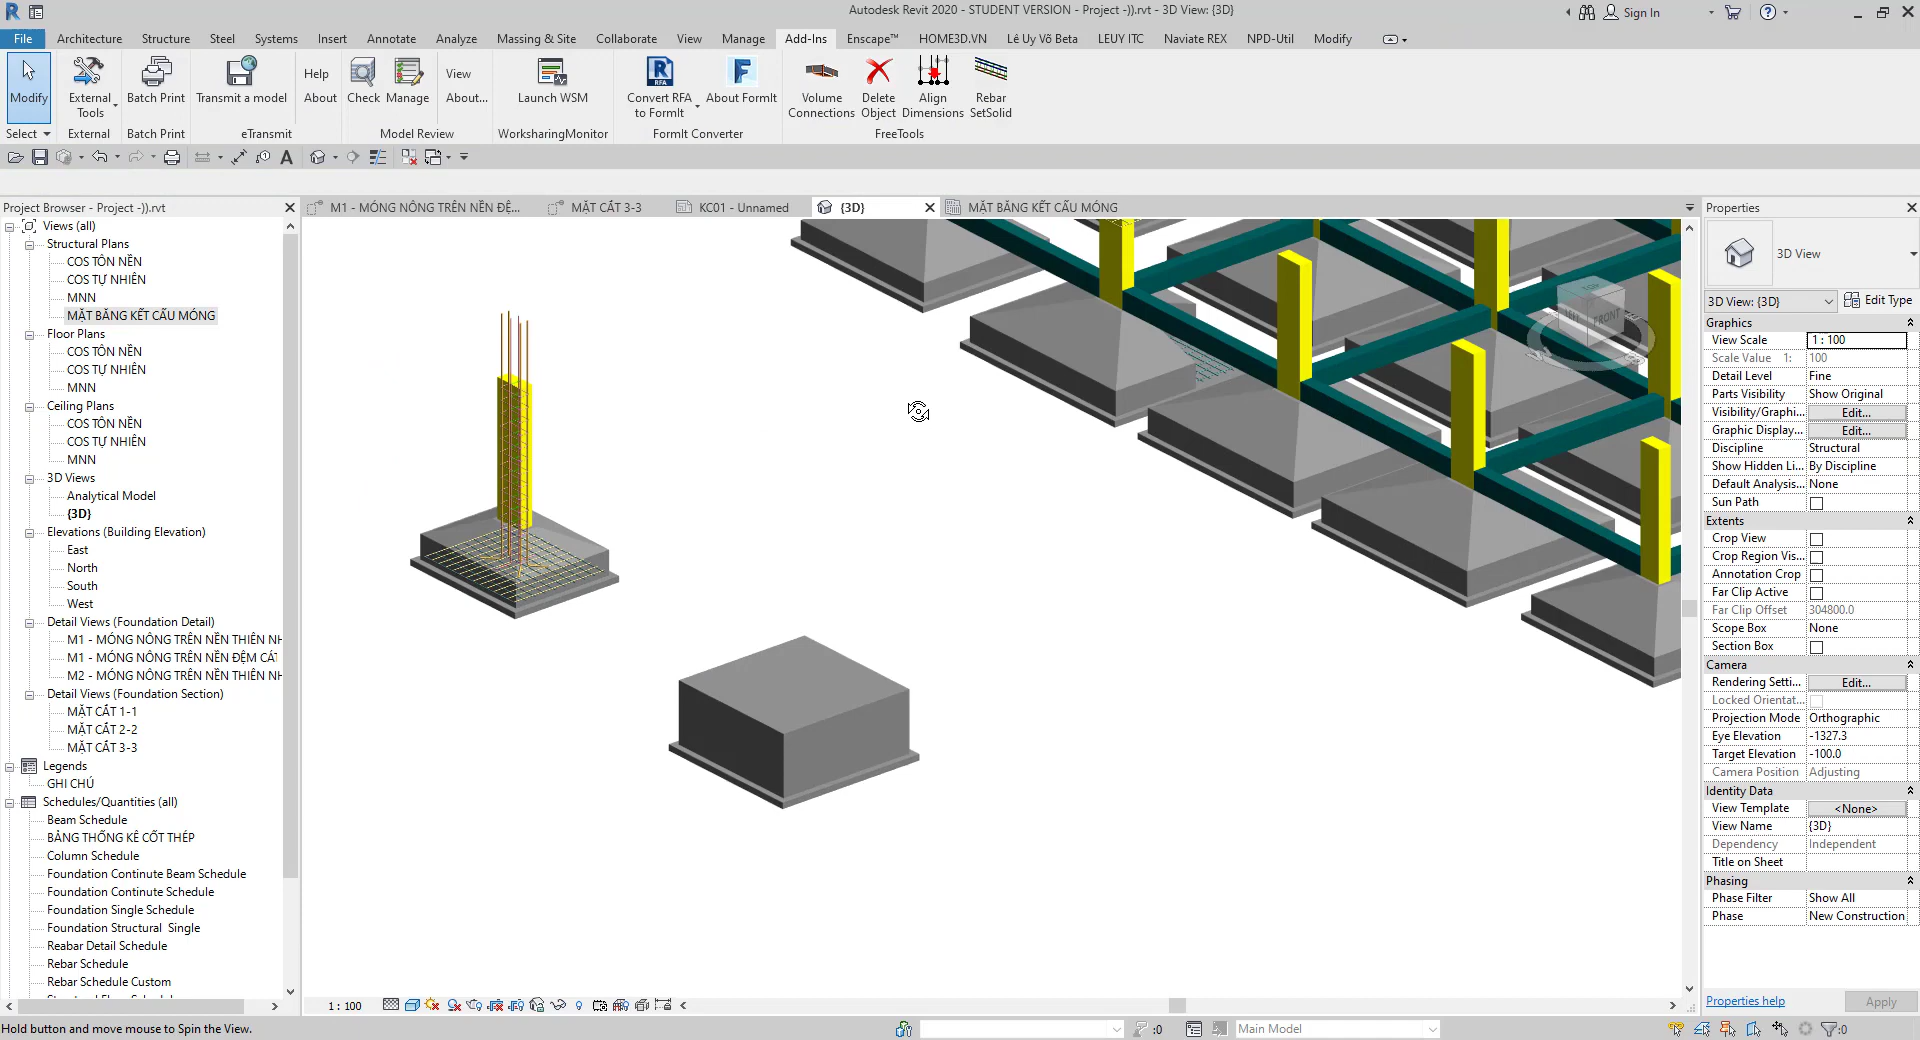 Autodesk Revit 2020 - STUDENT VERSION - Project -)).rvt - 3D View: {3D}
Sign In
File Architecture Structure Steel Systems Insert Annotate Analyze Massing & Site Collaborate View Manage Add-Ins Enscape™ HOME3D.VN Lê Uy Võ Beta LEUY ITC Naviate REX NPD-Util Modify
Modify
External Tools
Batch Print
Transmit a model
Help
About
Check
Manage
View
About...
Launch WSM
Convert RFA to FormIt
About FormIt
Volume Connections
Delete Object
Align Dimensions
Rebar SetSolid
Select External Batch Print eTransmit Model Review WorksharingMonitor FormIt Converter FreeTools
Project Browser - Project -)).rvt
M1 - MÓNG NÔNG TRÊN NỀN ĐỆ...
MẶT CẮT 3-3
KC01 - Unnamed
{3D}
MẶT BẰNG KẾT CẤU MÓNG
Views (all)
Structural Plans
COS TÔN NỀN
COS TỰ NHIÊN
MNN
MẶT BẰNG KẾT CẤU MÓNG
Floor Plans
COS TÔN NỀN
COS TỰ NHIÊN
MNN
Ceiling Plans
COS TÔN NỀN
COS TỰ NHIÊN
MNN
3D Views
Analytical Model
{3D}
Elevations (Building Elevation)
East
North
South
West
Detail Views (Foundation Detail)
M1 - MÓNG NÔNG TRÊN NỀN THIÊN NH
M1 - MÓNG NÔNG TRÊN NỀN ĐỆM CÁT
M2 - MÓNG NÔNG TRÊN NỀN THIÊN NH
Detail Views (Foundation Section)
MẶT CẮT 1-1
MẶT CẮT 2-2
MẶT CẮT 3-3
Legends
GHI CHÚ
Schedules/Quantities (all)
Beam Schedule
BẢNG THỐNG KÊ CỐT THÉP
Column Schedule
Foundation Continute Beam Schedule
Foundation Continute Schedule
Foundation Single Schedule
Foundation Structural Single
Reabar Detail Schedule
Rebar Schedule
Rebar Schedule Custom
FRONT
Properties
3D View
3D View: {3D} Edit Type
Graphics
View Scale 1 : 100
Scale Value 1: 100
Detail Level Fine
Parts Visibility Show Original
Visibility/Graphi... Edit...
Graphic Display... Edit...
Discipline Structural
Show Hidden Li... By Discipline
Default Analysis... None
Sun Path
Extents
Crop View
Crop Region Vis...
Annotation Crop
Far Clip Active
Far Clip Offset 304800.0
Scope Box None
Section Box
Camera
Rendering Setti... Edit...
Locked Orientat...
Projection Mode Orthographic
Eye Elevation -1327.3
Target Elevation -100.0
Camera Position Adjusting
Identity Data
View Template <None>
View Name {3D}
Dependency Independent
Title on Sheet
Phasing
Phase Filter Show All
Phase New Construction
Properties help Apply
1 : 100
Hold button and move mouse to Spin the View.
:0
Main Model
:0